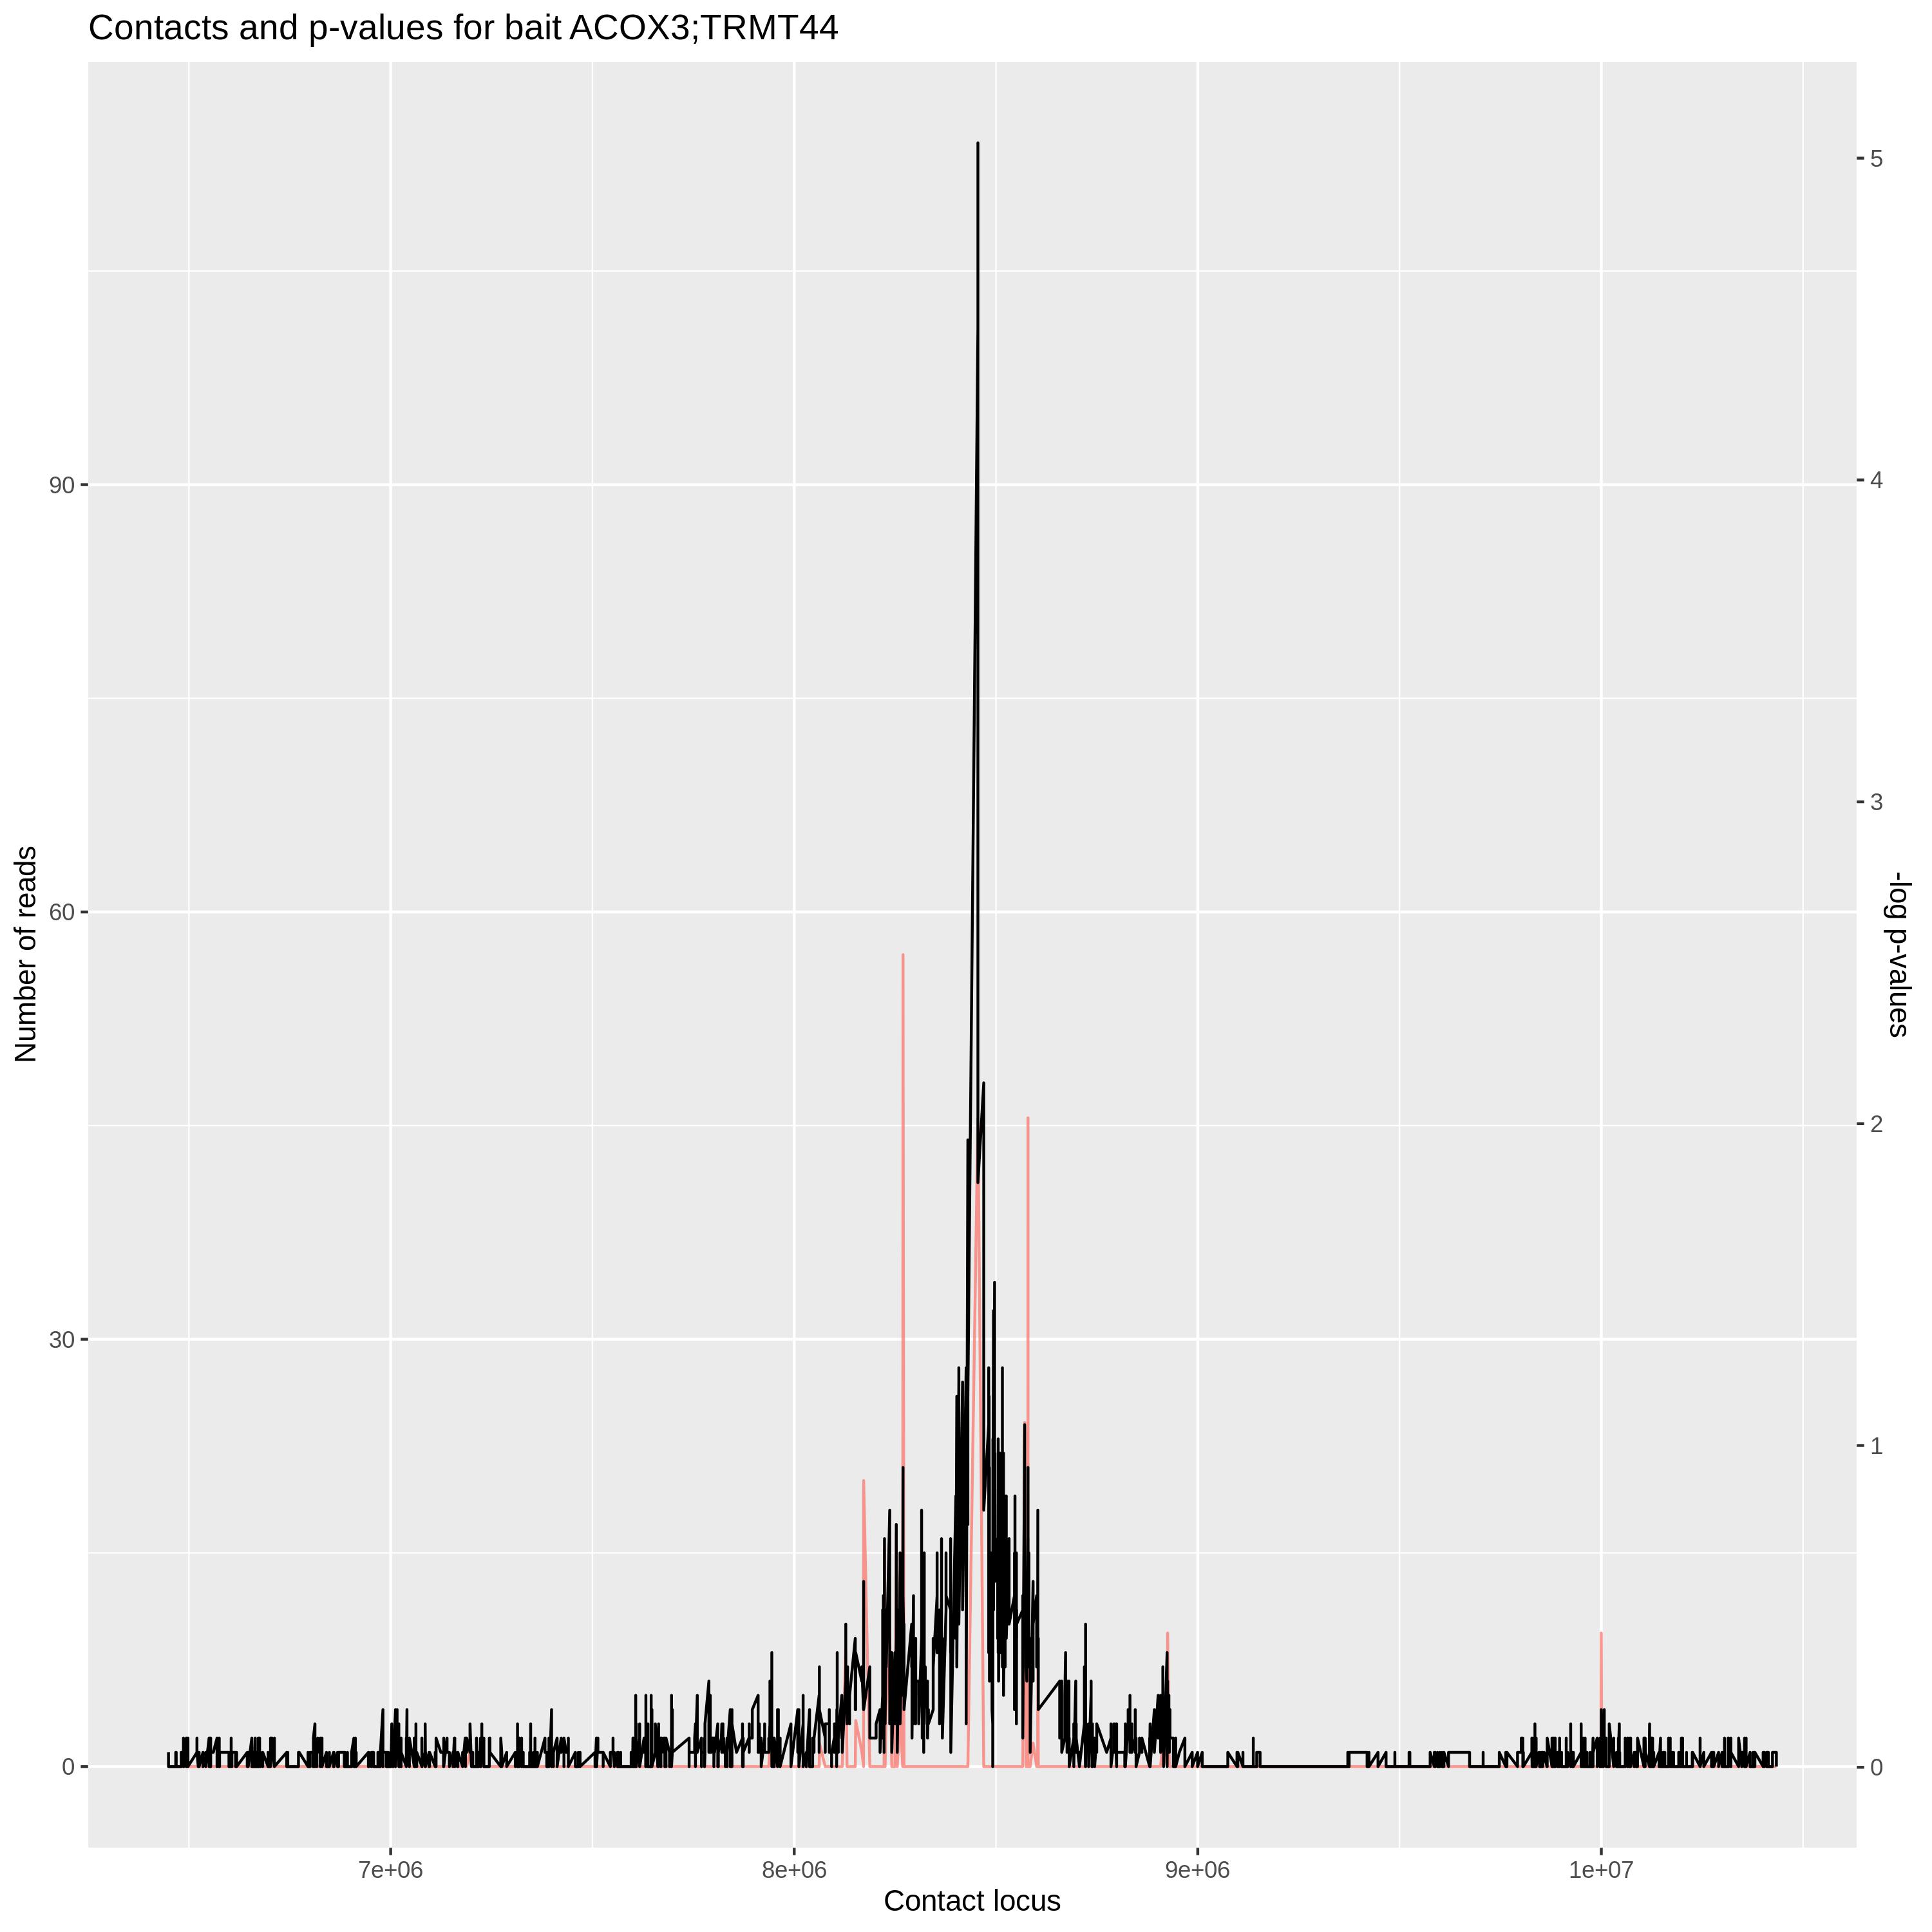 Contacts and p-values for bait ACOX3;TRMT44
Number of reads
90
60
30
0
5
4
3
2
1
0
-log p-values
7e+06
8e+06
9e+06
1e+07
Contact locus